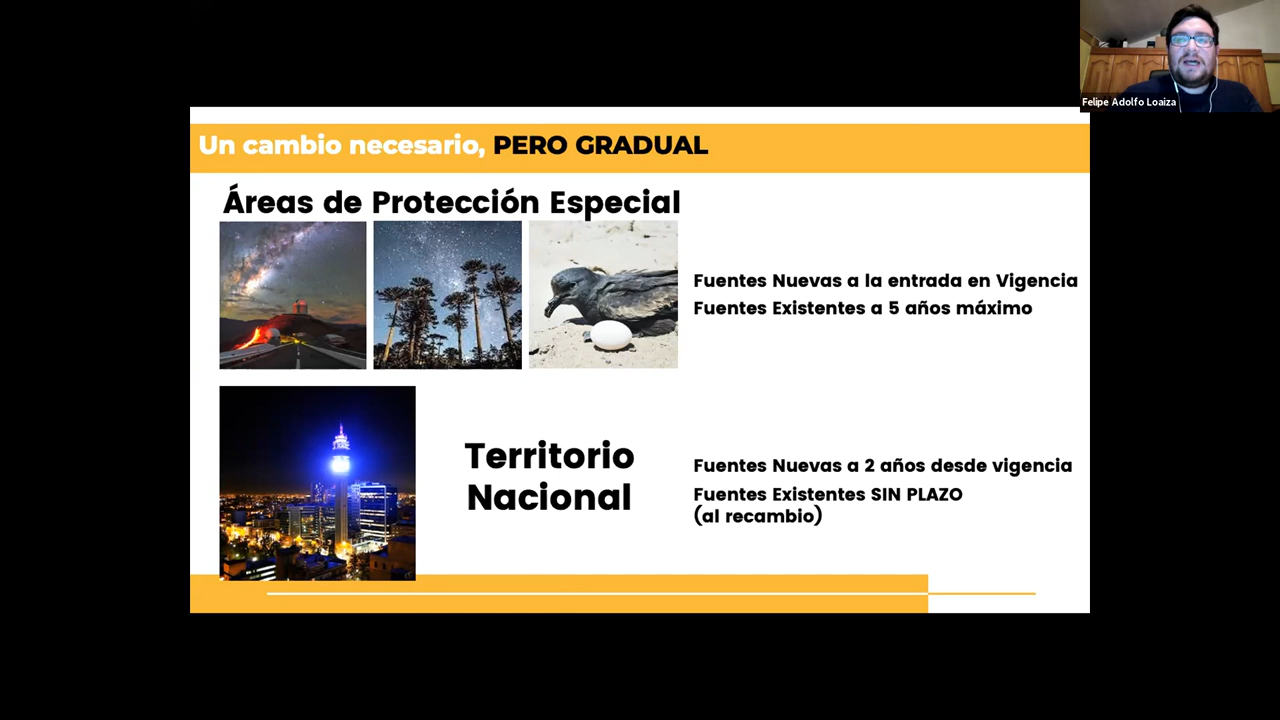 Felipe Adolfo Loaiza
Un cambio necesario, PERO GRADUAL
Áreas de Protección Especial
Fuentes Nuevas a la entrada en Vigencia
Fuentes Existentes a 5 años máximo
Territorio
Nacional
Fuentes Nuevas a 2 años desde vigencia
Fuentes Existentes SIN PLAZO
(al recambio)